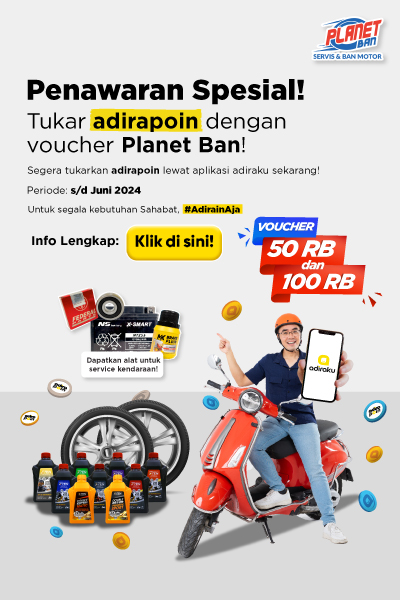 PLANET
BAN
SERVIS & BAN MOTOR
Penawaran Spesial!
Tukar adirapoin dengan
voucher Planet Ban!
Segera tukarkan adirapoin lewat aplikasi adiraku sekarang!
Periode: s/d Juni 2024
Untuk segala kebutuhan Sahabat, #AdirainAja
Info Lengkap: Klik di sini!
VOUCHER
50 RB
dan
100 RB
FEDERAL
NS X-SMART
Dapatkan alat untuk
service kendaraan!
adiraku